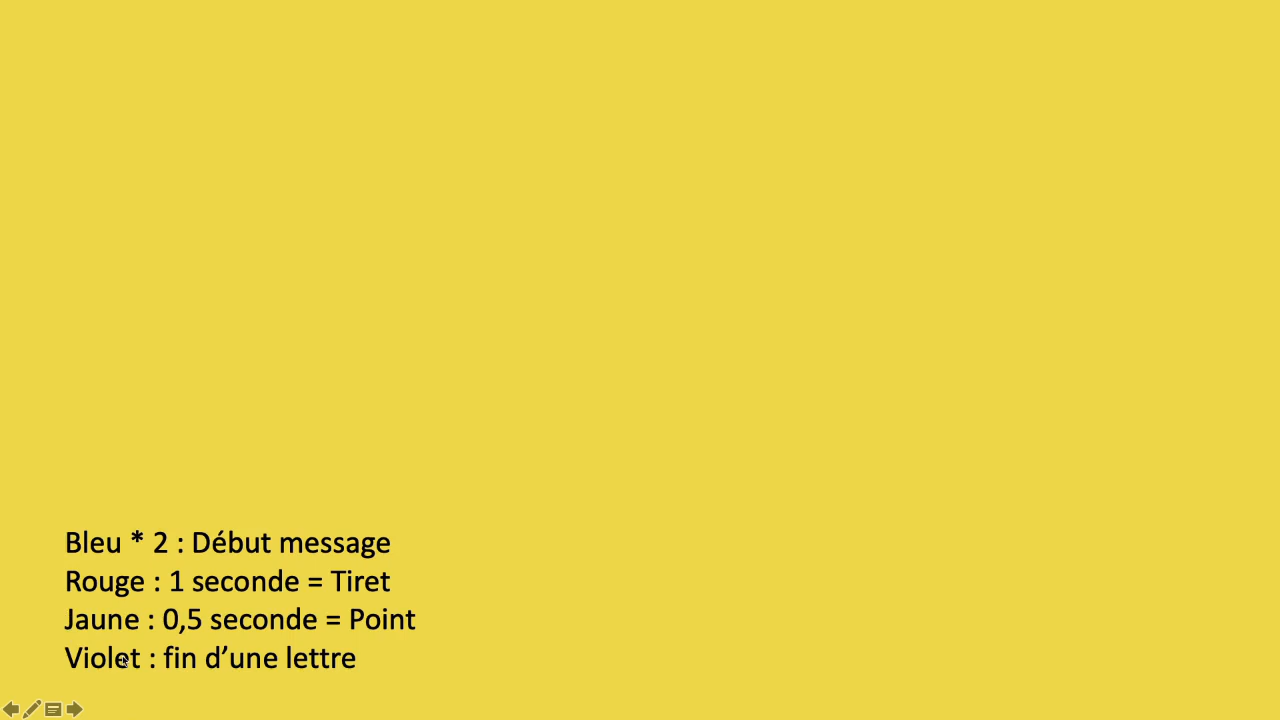 Bleu * 2 : Début message
Rouge : 1 seconde = Tiret
Jaune : 0,5 seconde = Point
Violet : fin d’une lettre